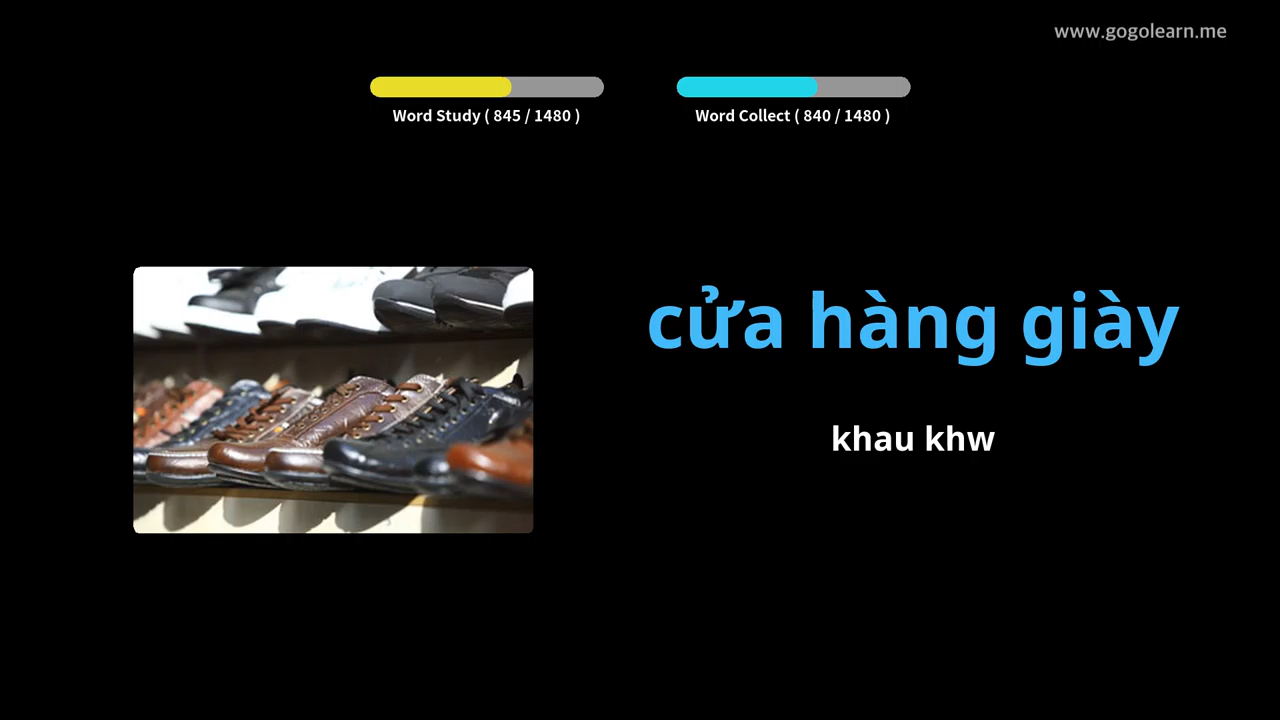 www.gogolearn.me
Word Study ( 845 / 1480 )
Word Collect ( 840 / 1480 )
cửa hàng giày
khau khw